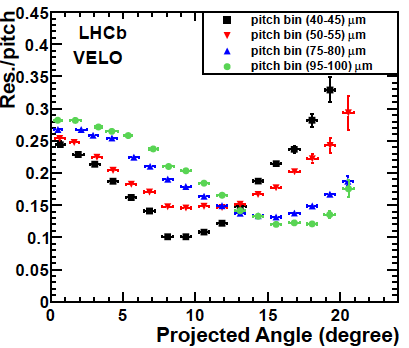 LHCb
VELO
pitch bin (40-45) μm
pitch bin (50-55) μm
pitch bin (75-80) μm
pitch bin (95-100) μm
Res./pitch
0.45
0.4
0.35
0.3
0.25
0.2
0.15
0.1
0.05
0
0 5 10 15 20
Projected Angle (degree)